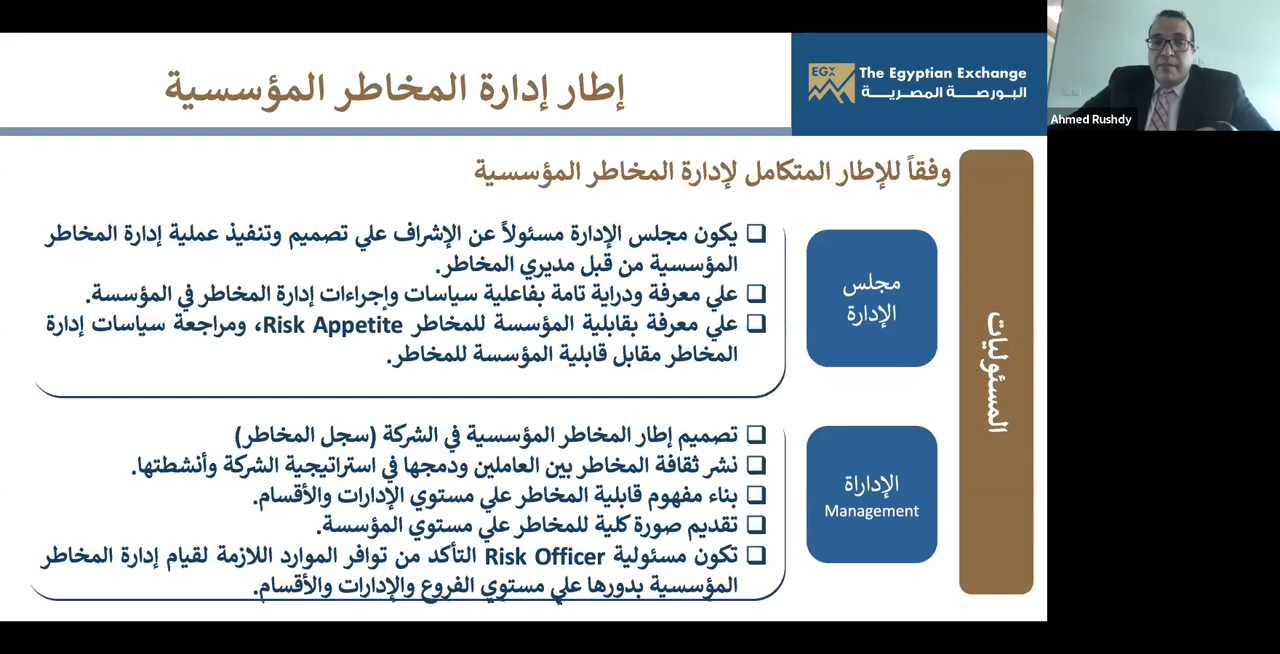 إطار إدارة المخاطر المؤسسية
EGX
The Egyptian Exchange
البورصة المصرية
Ahmed Rushdy
وفقاً للإطار المتكامل لإدارة المخاطر المؤسسية
المسئوليات
مجلس
الإدارة
❑ يكون مجلس الإدارة مسئولاً عن الإشراف علي تصميم وتنفيذ عملية إدارة المخاطر
المؤسسية من قبل مديري المخاطر.
❑ علي معرفة ودراية تامة بفاعلية سياسات وإجراءات إدارة المخاطر في المؤسسة.
❑ علي معرفة بقابلية المؤسسة للمخاطر Risk Appetite، ومراجعة سياسات إدارة
المخاطر مقابل قابلية المؤسسة للمخاطر.
الإداراة
Management
❑ تصميم إطار المخاطر المؤسسية في الشركة (سجل المخاطر)
❑ نشر ثقافة المخاطر بين العاملين ودمجها في استراتيجية الشركة وأنشطتها.
❑ بناء مفهوم قابلية المخاطر علي مستوي الإدارات والأقسام.
❑ تقديم صورة كلية للمخاطر علي مستوي المؤسسة.
❑ تكون مسئولية Risk Officer التأكد من توافر الموارد اللازمة لقيام إدارة المخاطر
المؤسسية بدورها علي مستوي الفروع والإدارات والأقسام.